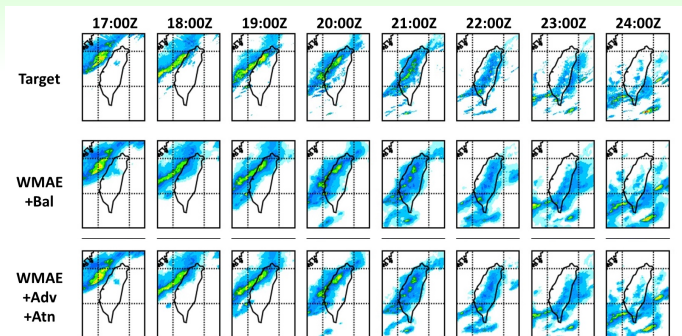 17:00Z 18:00Z 19:00Z 20:00Z 21:00Z 22:00Z 23:00Z 24:00Z
Target
WMAE
+Bal
WMAE
+Adv
+Atn